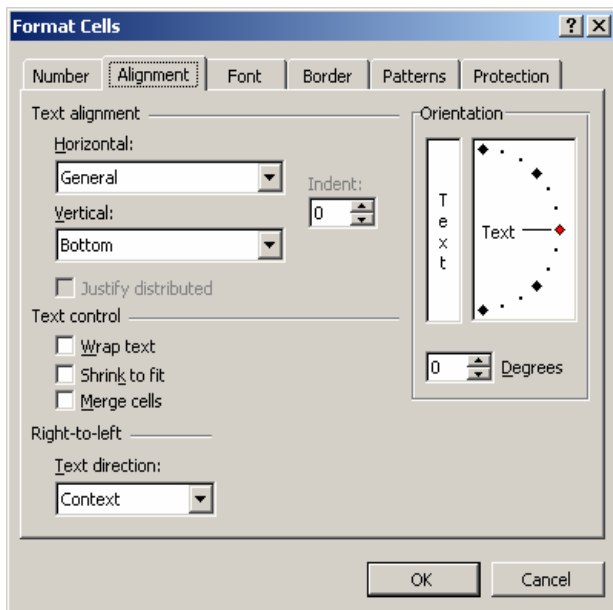 Format Cells
Number Alignment Font Border Patterns Protection
Text alignment
Horizontal:
General
Indent:
0
Vertical:
Bottom
Justify distributed
Text control
Wrap text
Shrink to fit
Merge cells
Right-to-left
Text direction:
Context
Orientation
Text
Text
0 Degrees
OK Cancel